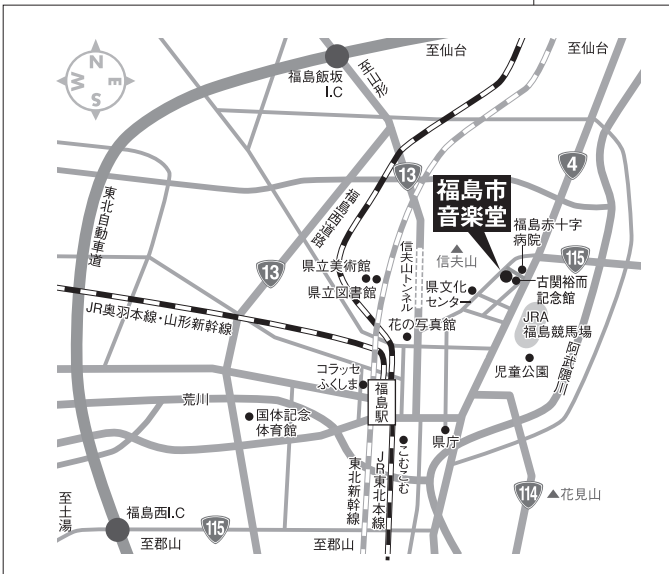 N
E
S
W
至仙台
至仙台
福島飯坂
I.C
至山形
東北自動車道
福島西道路
13
4
13
福島市
音楽堂
福島赤十字
病院
115
信夫山
信夫山トンネル
県立美術館
県立図書館
県文化
センター
古関裕而
記念館
花の写真館
JRA
福島競馬場
阿武隈川
児童公園
JR奥羽本線・山形新幹線
コラッセ
ふくしま
福島駅
荒川
国体記念
体育館
県庁
こむこむ
JR東北本線
東北新幹線
至土湯
福島西I.C
115
114
花見山
至郡山
至郡山